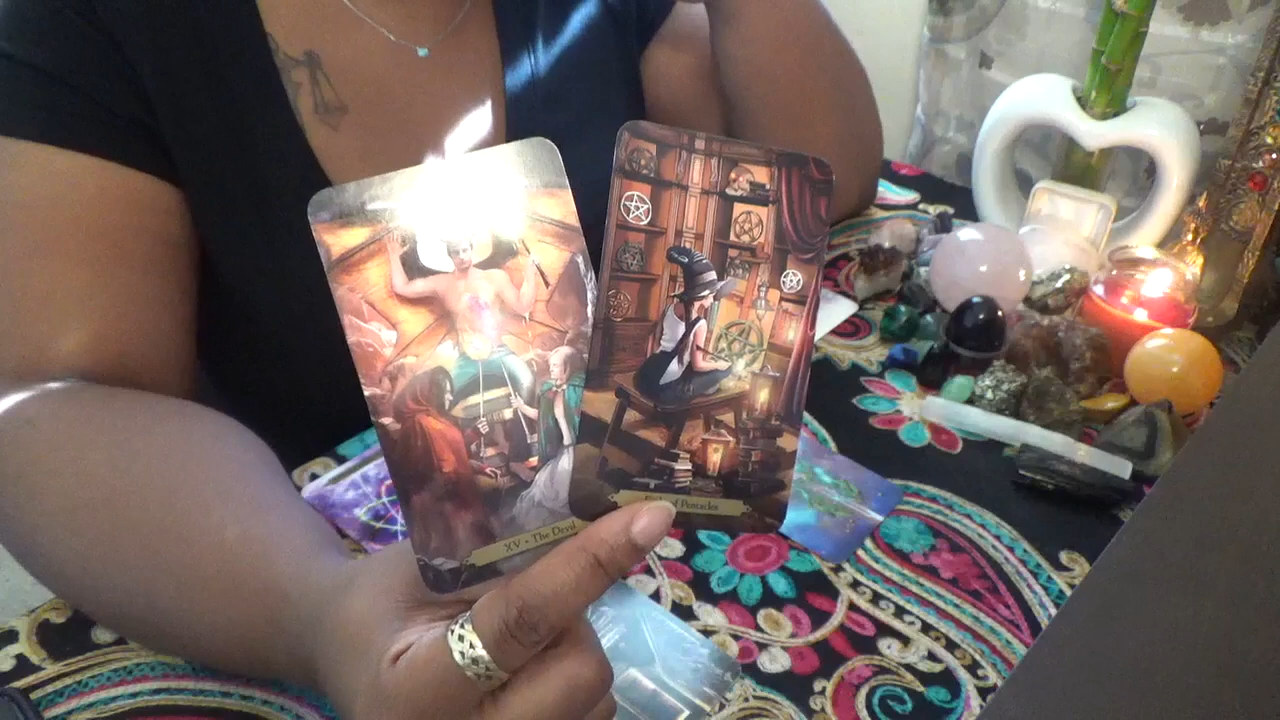 XV • The Devil
of Pentacles